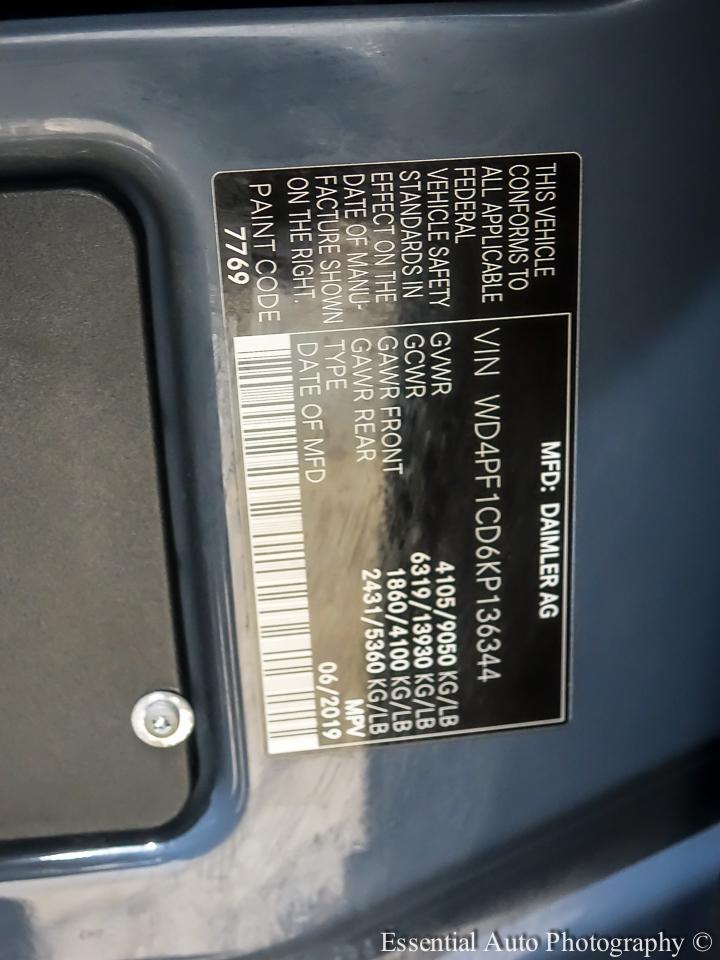 MFD: DAIMLER AG
THIS VEHICLE
CONFORMS TO
ALL APPLICABLE
FEDERAL
VEHICLE SAFETY
STANDARDS IN
EFFECT ON THE
DATE OF MANU-
FACTURE SHOWN
ON THE RIGHT.
PAINT CODE
7769
VIN WD4PF1CD6KP136344
GVWR 4105/9050 KG/LB
GCWR 6319/13930 KG/LB
GAWR FRONT 1860/4100 KG/LB
GAWR REAR 2431/5360 KG/LB
TYPE MPV
DATE OF MFD 06/2019
Essential Auto Photography ©